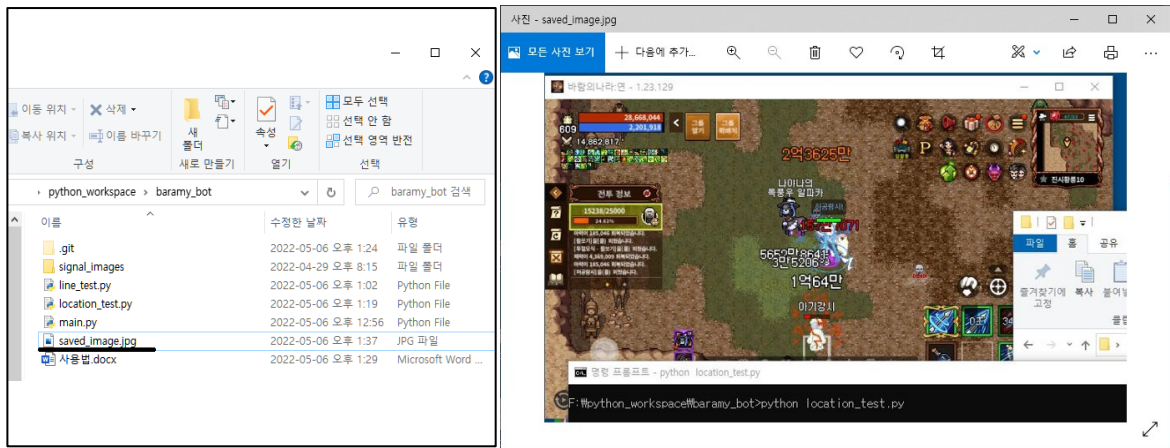 이동 위치
삭제
복사 위치
이름 바꾸기
구성
새
폴더
새로 만들기
속성
열기
모두 선택
선택 안 함
선택 영역 반전
선택
python_workspace
baramy_bot
baramy_bot 검색
이름 수정한 날짜 유형
.git 2022-05-06 오후 1:24 파일 폴더
signal_images 2022-04-29 오후 8:15 파일 폴더
line_test.py 2022-05-06 오후 1:02 Python File
location_test.py 2022-05-06 오후 1:19 Python File
main.py 2022-05-06 오후 12:56 Python File
saved_image.jpg 2022-05-06 오후 1:37 JPG 파일
사용법.docx 2022-05-06 오후 1:29 Microsoft Word ...
사진 - saved_image.jpg
모든 사진 보기
다음에 추가...
바람의나라:연 - 1.23.129
609
28,668,044
2,201,918
14,862,817
그룹
2억3625만
나이나의
폭풍우 알파카
전투 정보
15238/25000
진시황릉10
1억64만
아기강시
파일 홈 공유
즐겨찾기에
고정
복사
명령 프롬프트 - python location_test.py
F:\python_workspace\baramy_bot>python location_test.py